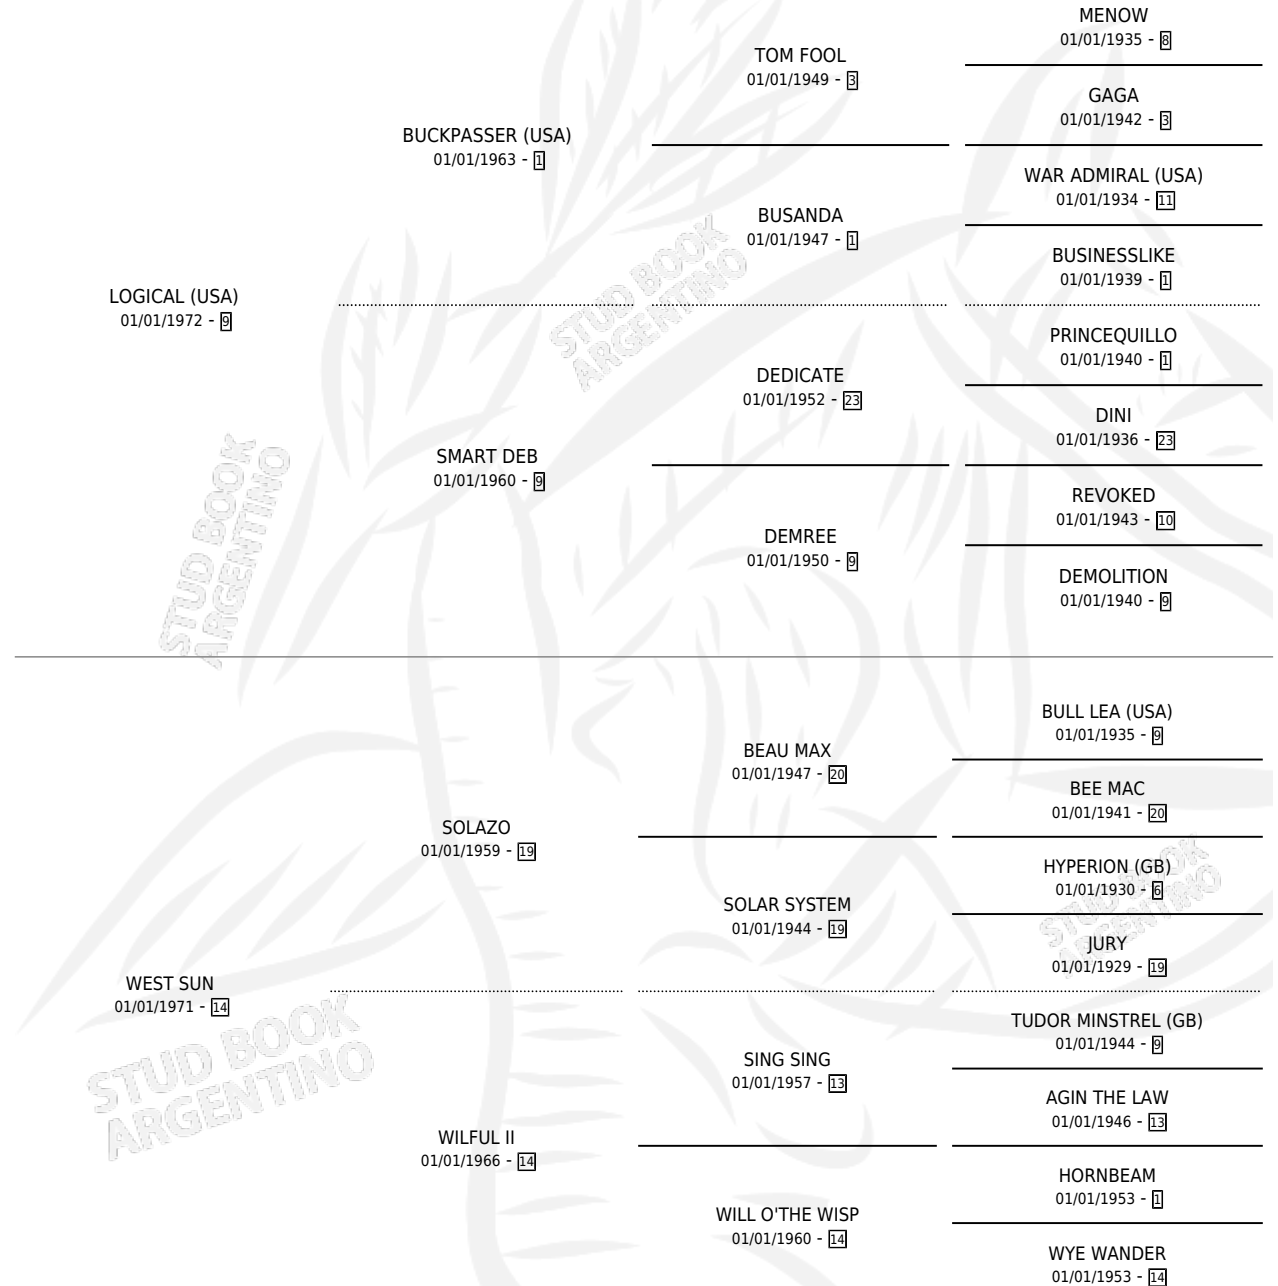 MENOW
01/01/1935 - 8
TOM FOOL
01/01/1949 - 3
GAGA
01/01/1942 - 3
BUCKPASSER (USA)
01/01/1963 - 1
WAR ADMIRAL (USA)
01/01/1934 - 11
BUSANDA
01/01/1947 - 1
BUSINESSLIKE
01/01/1939 - 1
LOGICAL (USA)
01/01/1972 - 9
STUD BOOK
ARGENTINO
PRINCEQUILLO
01/01/1940 - 1
DEDICATE
01/01/1952 - 23
DINI
01/01/1936 - 23
SMART DEB
01/01/1960 - 9
REVOKED
01/01/1943 - 10
DEMREE
01/01/1950 - 9
DEMOLITION
01/01/1940 - 9
STUD BOOK
ARGENTINO
BULL LEA (USA)
01/01/1935 - 9
BEAU MAX
01/01/1947 - 20
BEE MAC
01/01/1941 - 20
SOLAZO
01/01/1959 - 19
HYPERION (GB)
01/01/1930 - 6
SOLAR SYSTEM
01/01/1944 - 19
JURY
01/01/1929 - 19
STUD BOOK
ARGENTINO
WEST SUN
01/01/1971 - 14
TUDOR MINSTREL (GB)
01/01/1944 - 9
SING SING
01/01/1957 - 13
AGIN THE LAW
01/01/1946 - 13
STUD BOOK
ARGENTINO
WILFUL II
01/01/1966 - 14
HORNBEAM
01/01/1953 - 1
WILL O'THE WISP
01/01/1960 - 14
WYE WANDER
01/01/1953 - 14